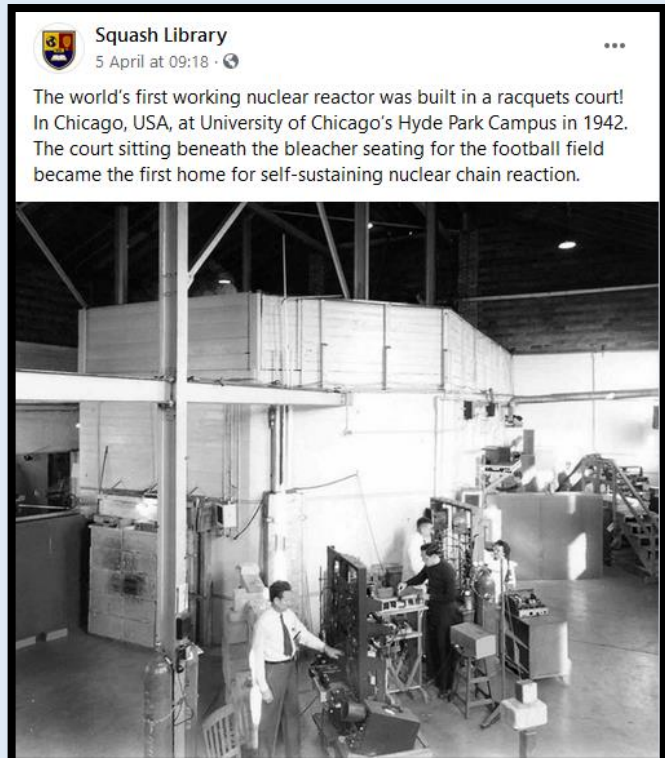 Squash Library
5 April at 09:18 ·
The world's first working nuclear reactor was built in a racquets court!
In Chicago, USA, at University of Chicago's Hyde Park Campus in 1942.
The court sitting beneath the bleacher seating for the football field
became the first home for self-sustaining nuclear chain reaction.